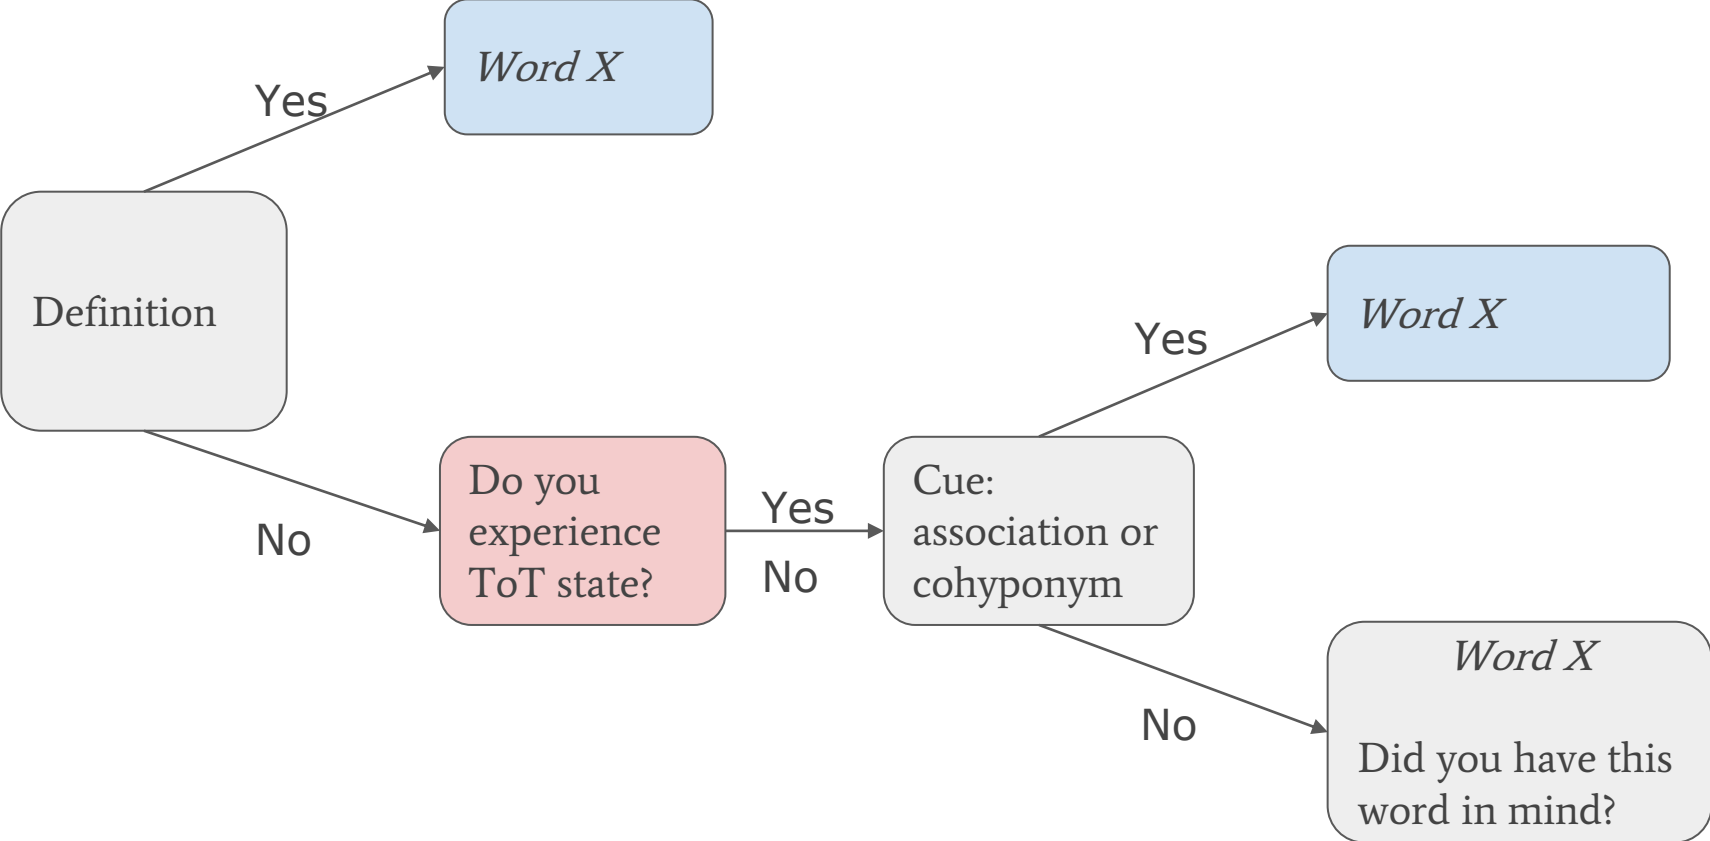 Word X
Yes
Definition
No
Do you
experience
ToT state?
Yes
No
Cue:
association or
cohyponym
Yes
Word X
No
Word X
Did you have this
word in mind?